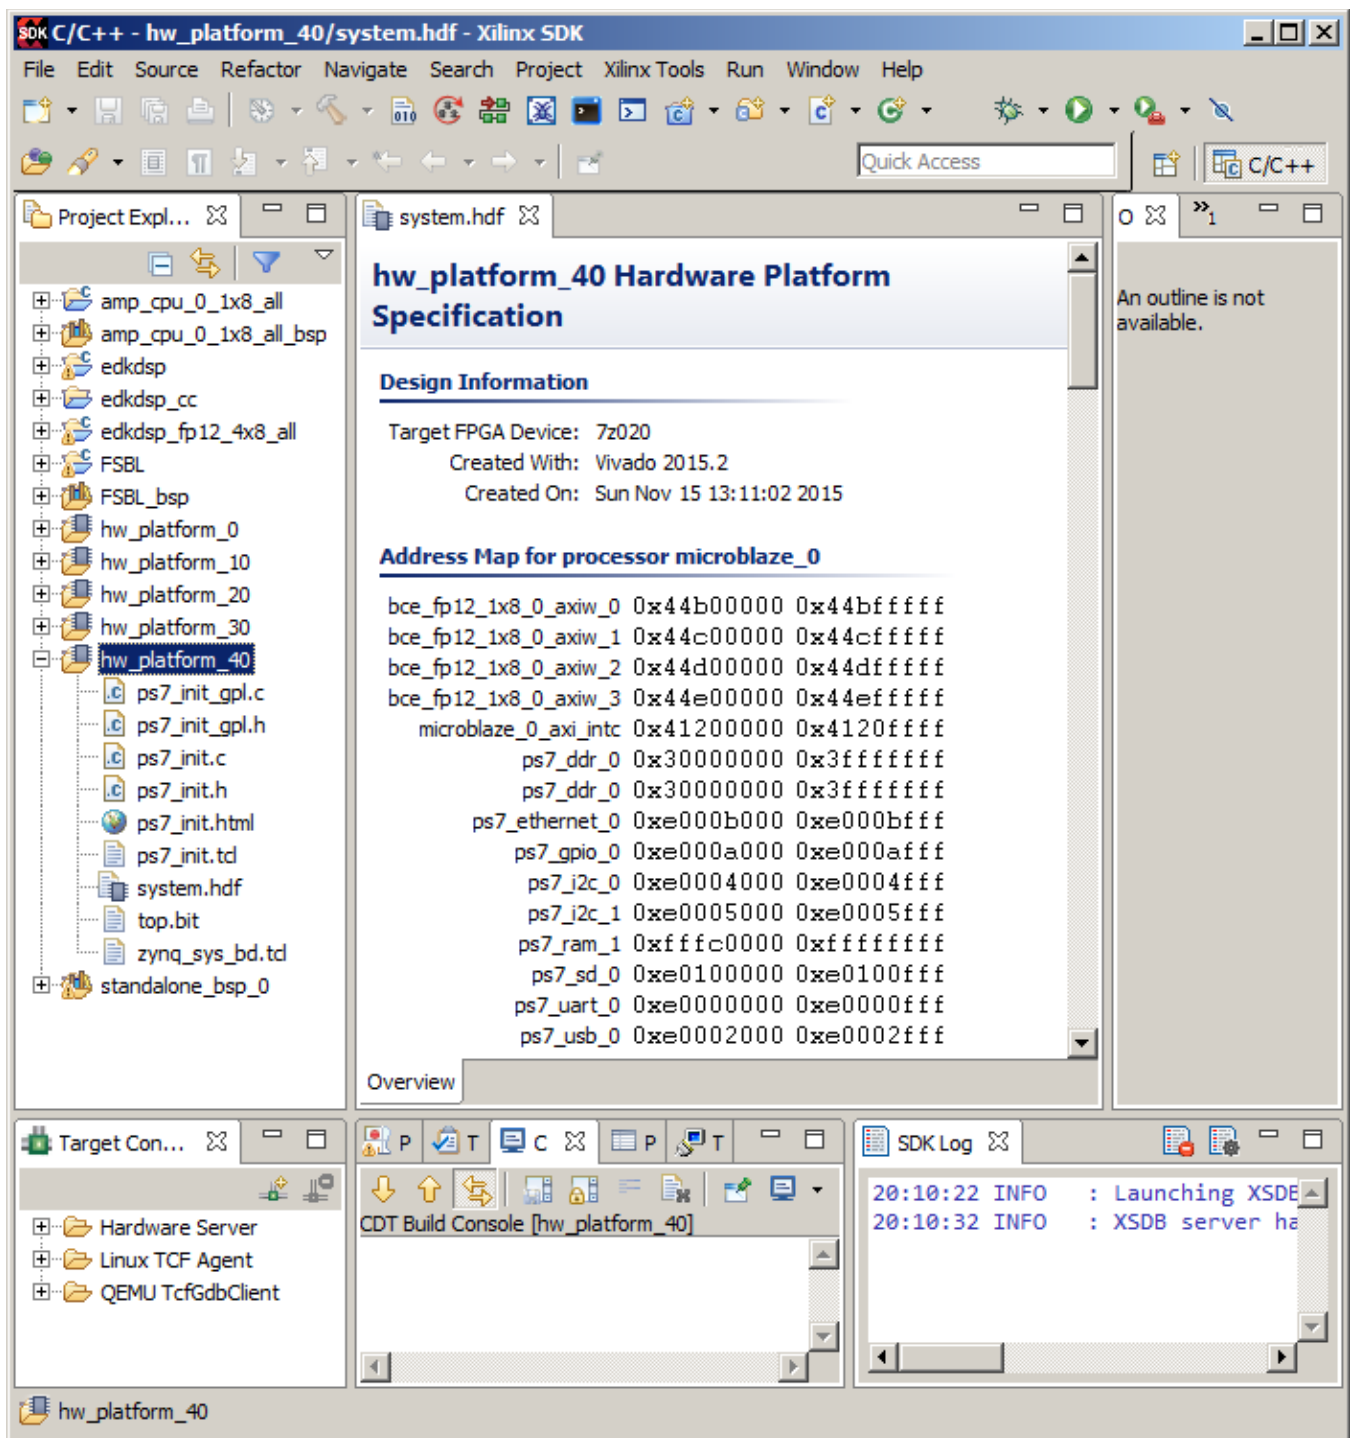 SDK C/C++ - hw_platform_40/system.hdf - Xilinx SDK
File Edit Source Refactor Navigate Search Project Xilinx Tools Run Window Help
010
Quick Access
C/C++
Project Expl...
system.hdf
O
»1
amp_cpu_0_1x8_all
amp_cpu_0_1x8_all_bsp
edkdsp
edkdsp_cc
edkdsp_fp12_4x8_all
FSBL
FSBL_bsp
hw_platform_0
hw_platform_10
hw_platform_20
hw_platform_30
hw_platform_40
ps7_init_gpl.c
ps7_init_gpl.h
ps7_init.c
ps7_init.h
ps7_init.html
ps7_init.tcl
system.hdf
top.bit
zynq_sys_bd.tcl
standalone_bsp_0
hw_platform_40 Hardware Platform
Specification
Design Information
Target FPGA Device: 7z020
Created With: Vivado 2015.2
Created On: Sun Nov 15 13:11:02 2015
Address Map for processor microblaze_0
bce_fp12_1x8_0_axiw_0 0x44b00000 0x44bfffff
bce_fp12_1x8_0_axiw_1 0x44c00000 0x44cfffff
bce_fp12_1x8_0_axiw_2 0x44d00000 0x44dfffff
bce_fp12_1x8_0_axiw_3 0x44e00000 0x44efffff
microblaze_0_axi_intc 0x41200000 0x4120ffff
ps7_ddr_0 0x30000000 0x3fffffff
ps7_ddr_0 0x30000000 0x3fffffff
ps7_ethernet_0 0xe000b000 0xe000bfff
ps7_gpio_0 0xe000a000 0xe000afff
ps7_i2c_0 0xe0004000 0xe0004fff
ps7_i2c_1 0xe0005000 0xe0005fff
ps7_ram_1 0xfffc0000 0xffffffff
ps7_sd_0 0xe0100000 0xe0100fff
ps7_uart_0 0xe0000000 0xe0000fff
ps7_usb_0 0xe0002000 0xe0002fff
Overview
An outline is not
available.
Target Con...
Hardware Server
Linux TCF Agent
QEMU TcfGdbClient
P T C P T
CDT Build Console [hw_platform_40]
SDK Log
20:10:22 INFO : Launching XSDB
20:10:32 INFO : XSDB server ha
hw_platform_40